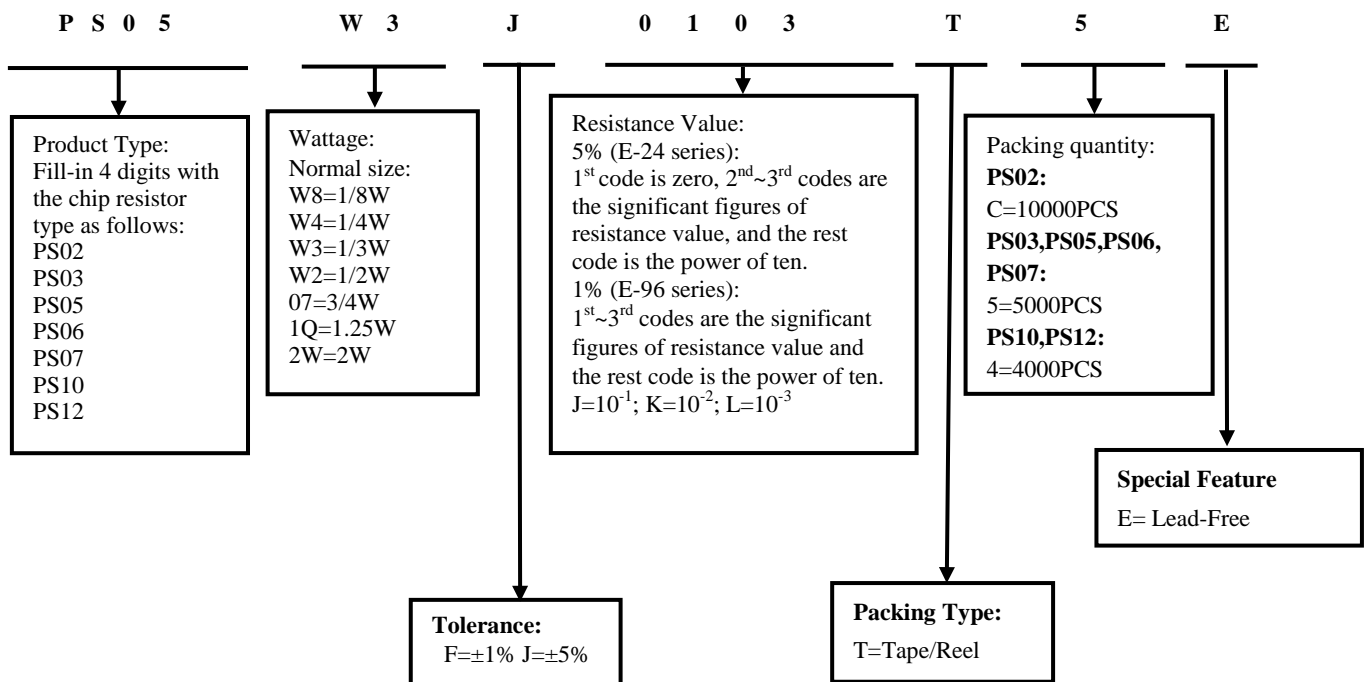 P S 0 5 W 3 J 0 1 0 3 T 5 E
Product Type:
Fill-in 4 digits with
the chip resistor
type as follows:
PS02
PS03
PS05
PS06
PS07
PS10
PS12
Wattage:
Normal size:
W8=1/8W
W4=1/4W
W3=1/3W
W2=1/2W
07=3/4W
1Q=1.25W
2W=2W
Resistance Value:
5% (E-24 series):
1st code is zero, 2nd~3rd codes are
the significant figures of
resistance value, and the rest
code is the power of ten.
1% (E-96 series):
1st~3rd codes are the significant
figures of resistance value and
the rest code is the power of ten.
J=10-1; K=10-2; L=10-3
Packing quantity:
PS02:
C=10000PCS
PS03,PS05,PS06,
PS07:
5=5000PCS
PS10,PS12:
4=4000PCS
Special Feature
E= Lead-Free
Tolerance:
F=±1% J=±5%
Packing Type:
T=Tape/Reel